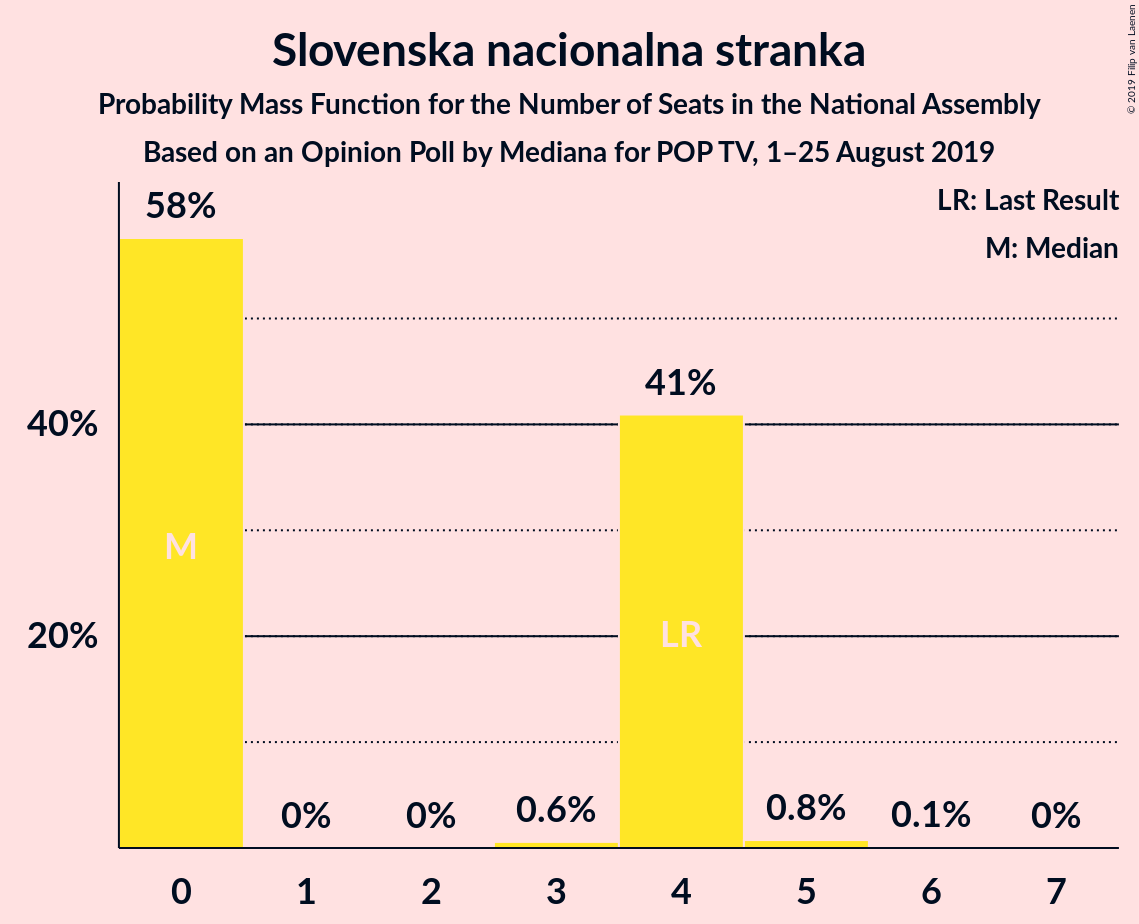 Slovenska nacionalna stranka
Probability Mass Function for the Number of Seats in the National Assembly
Based on an Opinion Poll by Mediana for POP TV, 1–25 August 2019
© 2019 Filip van Laenen
LR: Last Result
M: Median
58%
41%
40%
M
LR
20%
0%
0%
0.6%
0.8%
0.1%
0%
0 1 2 3 4 5 6 7